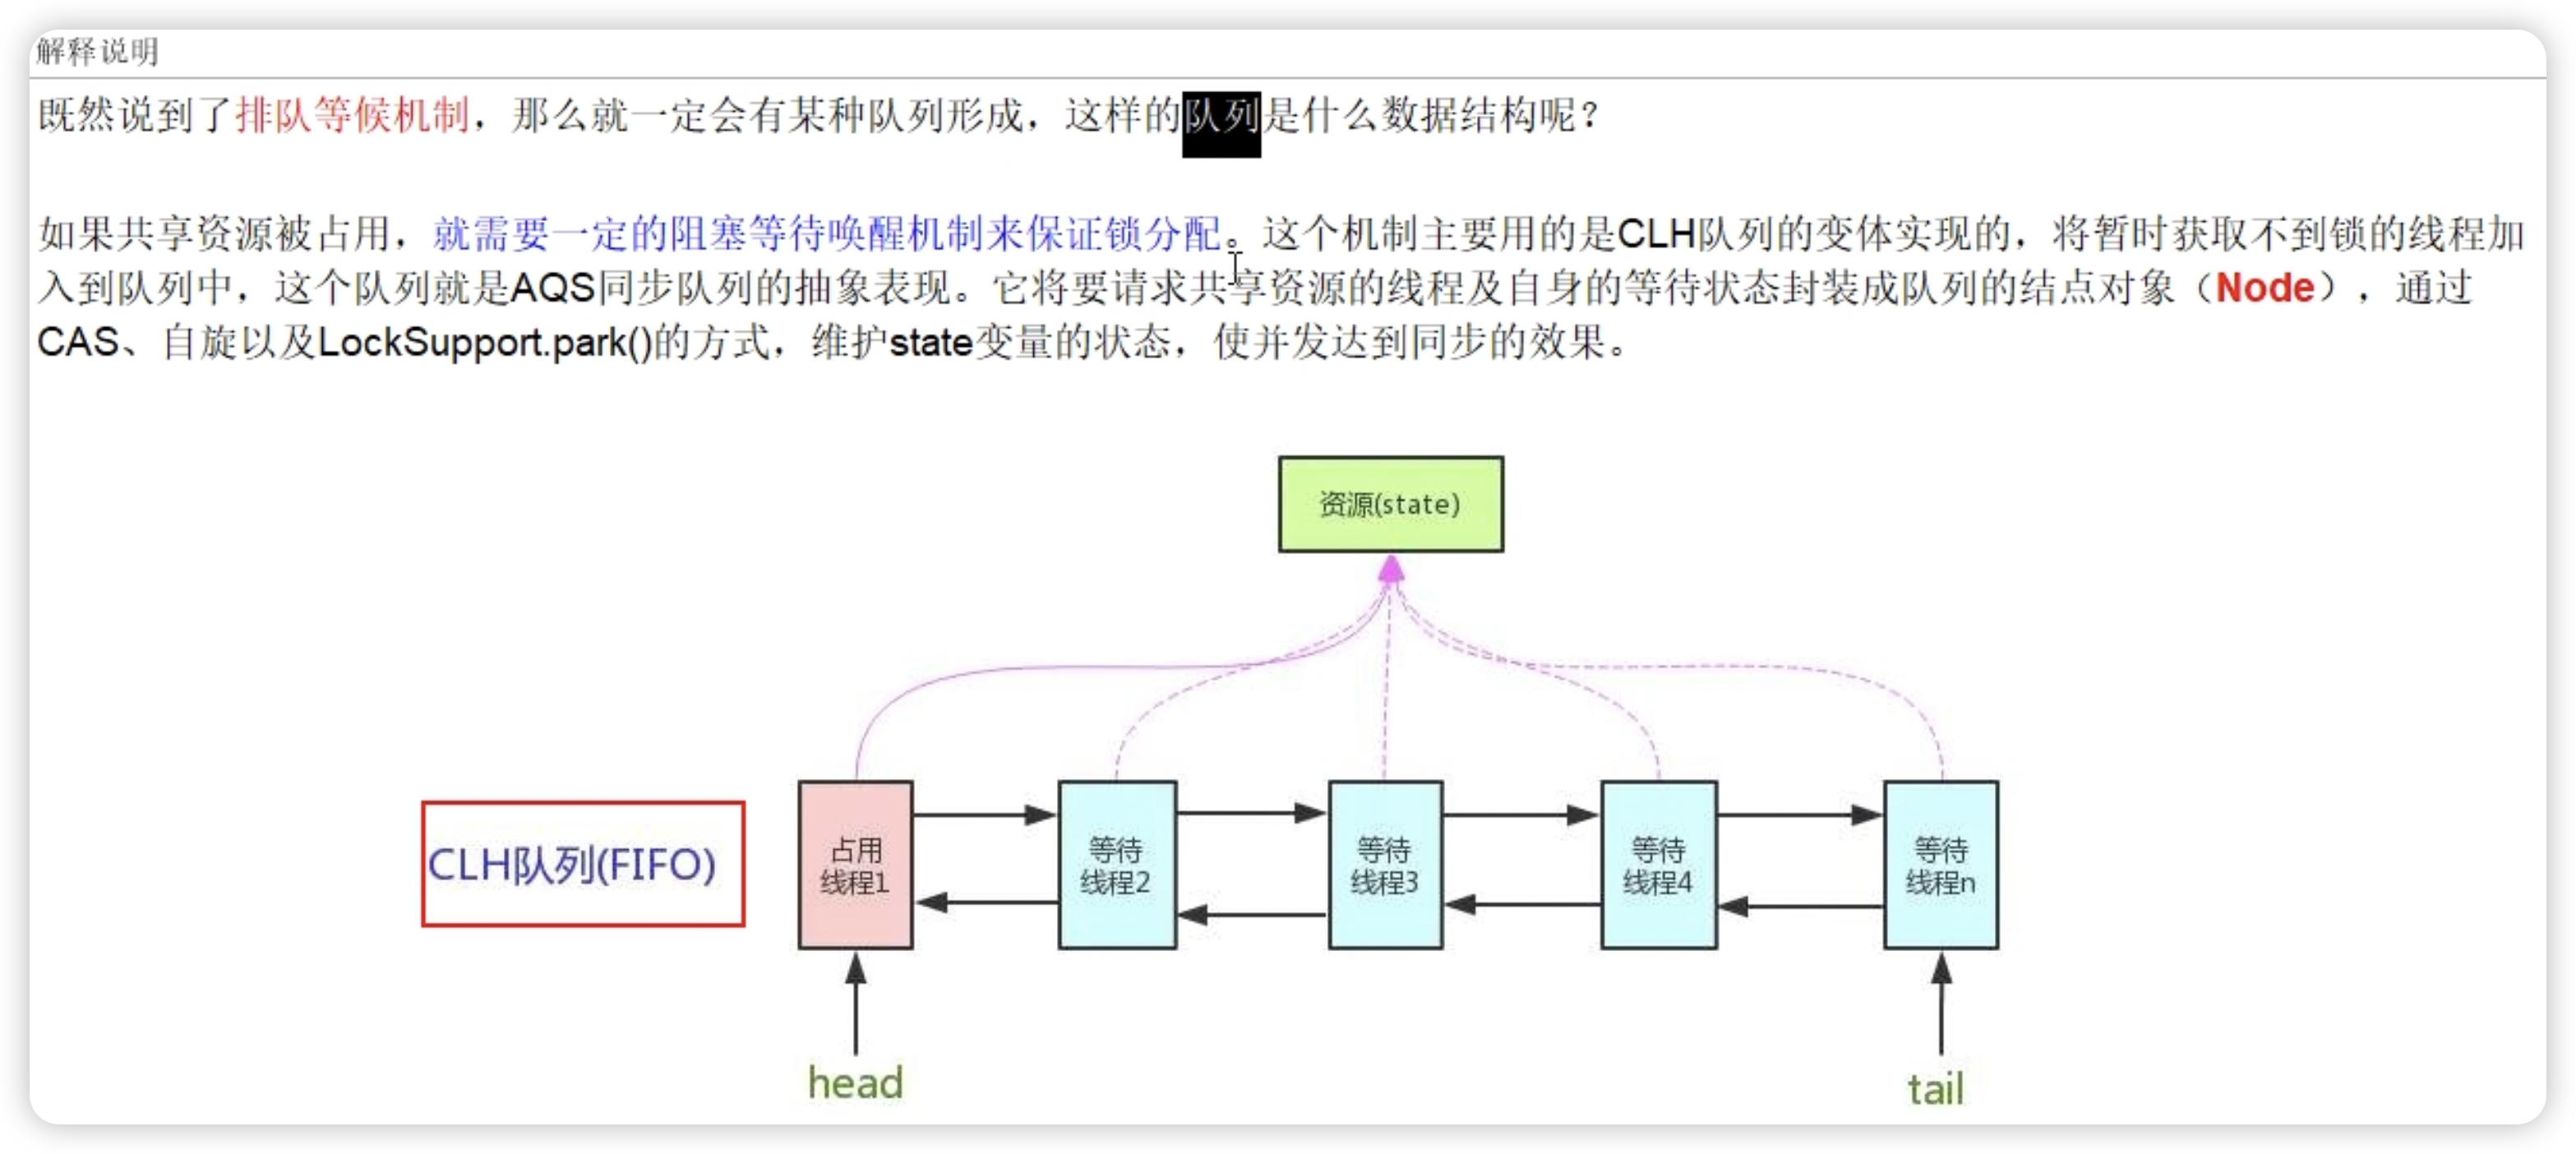 解释说明
既然说到了排队等候机制，那么就一定会有某种队列形成，这样的队列是什么数据结构呢？
如果共享资源被占用，就需要一定的阻塞等待唤醒机制来保证锁分配。这个机制主要用的是CLH队列的变体实现的，将暂时获取不到锁的线程加
入到队列中，这个队列就是AQS同步队列的抽象表现。它将要请求共享资源的线程及自身的等待状态封装成队列的结点对象（Node），通过
CAS、自旋以及LockSupport.park()的方式，维护state变量的状态，使并发达到同步的效果。
资源(state)
CLH队列(FIFO)
占用
线程1
等待
线程2
等待
线程3
等待
线程4
等待
线程n
head
tail